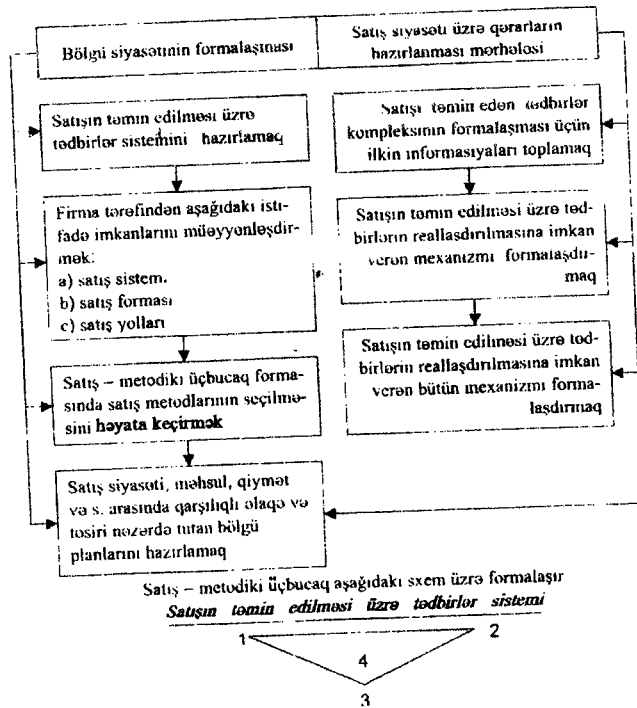 Bölgü siyasətinin formalaşması
Satış siyasəti üzrə qərarların
hazırlanması mərhələsi
Satışın təmin edilməsi üzrə
tədbirlər sistemini hazırlamaq
Firma tərəfindən aşağıdakı isti-
fadə imkanlarını müəyyənləşdir-
mək:
a) satış sistem.
b) satış forması
c) satış yolları
Satış – metodiki üçbucaq forma-
sında satış metodlarının seçilmə-
sini həyata keçirmək
Satış siyasəti, məhsul, qiymət
və s. arasında qarşılıqlı əlaqə və
təsiri nəzərdə tutan bölgü
planlarını hazırlamaq
Satışı təmin edən tədbirlər
kompleksinin formalaşması üçün
ilkin informasiyaları toplamaq
Satışın təmin edilməsi üzrə təd-
birlərin reallaşdırılmasına imkan
verən mexanizmi formalaşdır-
maq
Satışın təmin edilməsi üzrə təd-
birlərin reallaşdırılmasına imkan
verən bütün mexanizmi forma-
laşdırmaq
Satış – metodiki üçbucaq aşağıdakı sxem üzrə formalaşır
Satışın təmin edilməsi üzrə tədbirlər sistemi
1 2
4
3